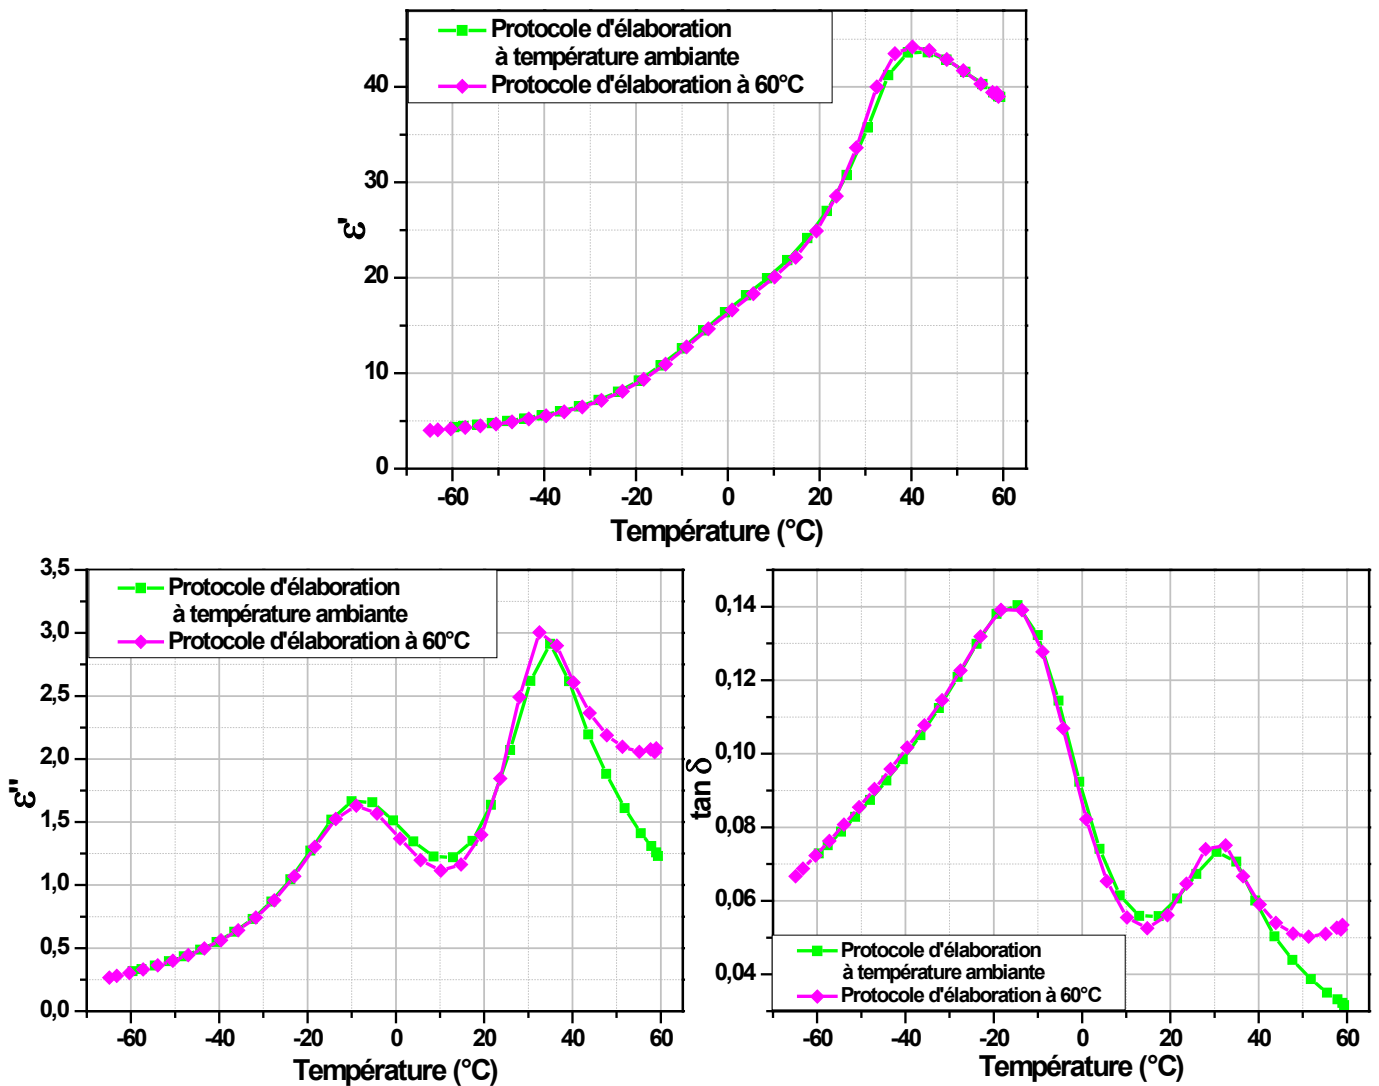 Protocole d'élaboration
à température ambiante
Protocole d'élaboration à 60°C
40
30
20
10
0
ε'
-60 -40 -20 0 20 40 60
Température (°C)
3,5
3,0
2,5
2,0
1,5
1,0
0,5
0,0
ε''
Protocole d'élaboration
à température ambiante
Protocole d'élaboration à 60°C
-60 -40 -20 0 20 40 60
Température (°C)
0,14
0,12
0,10
0,08
0,06
0,04
tan δ
Protocole d'élaboration
à température ambiante
Protocole d'élaboration à 60°C
-60 -40 -20 0 20 40 60
Température (°C)